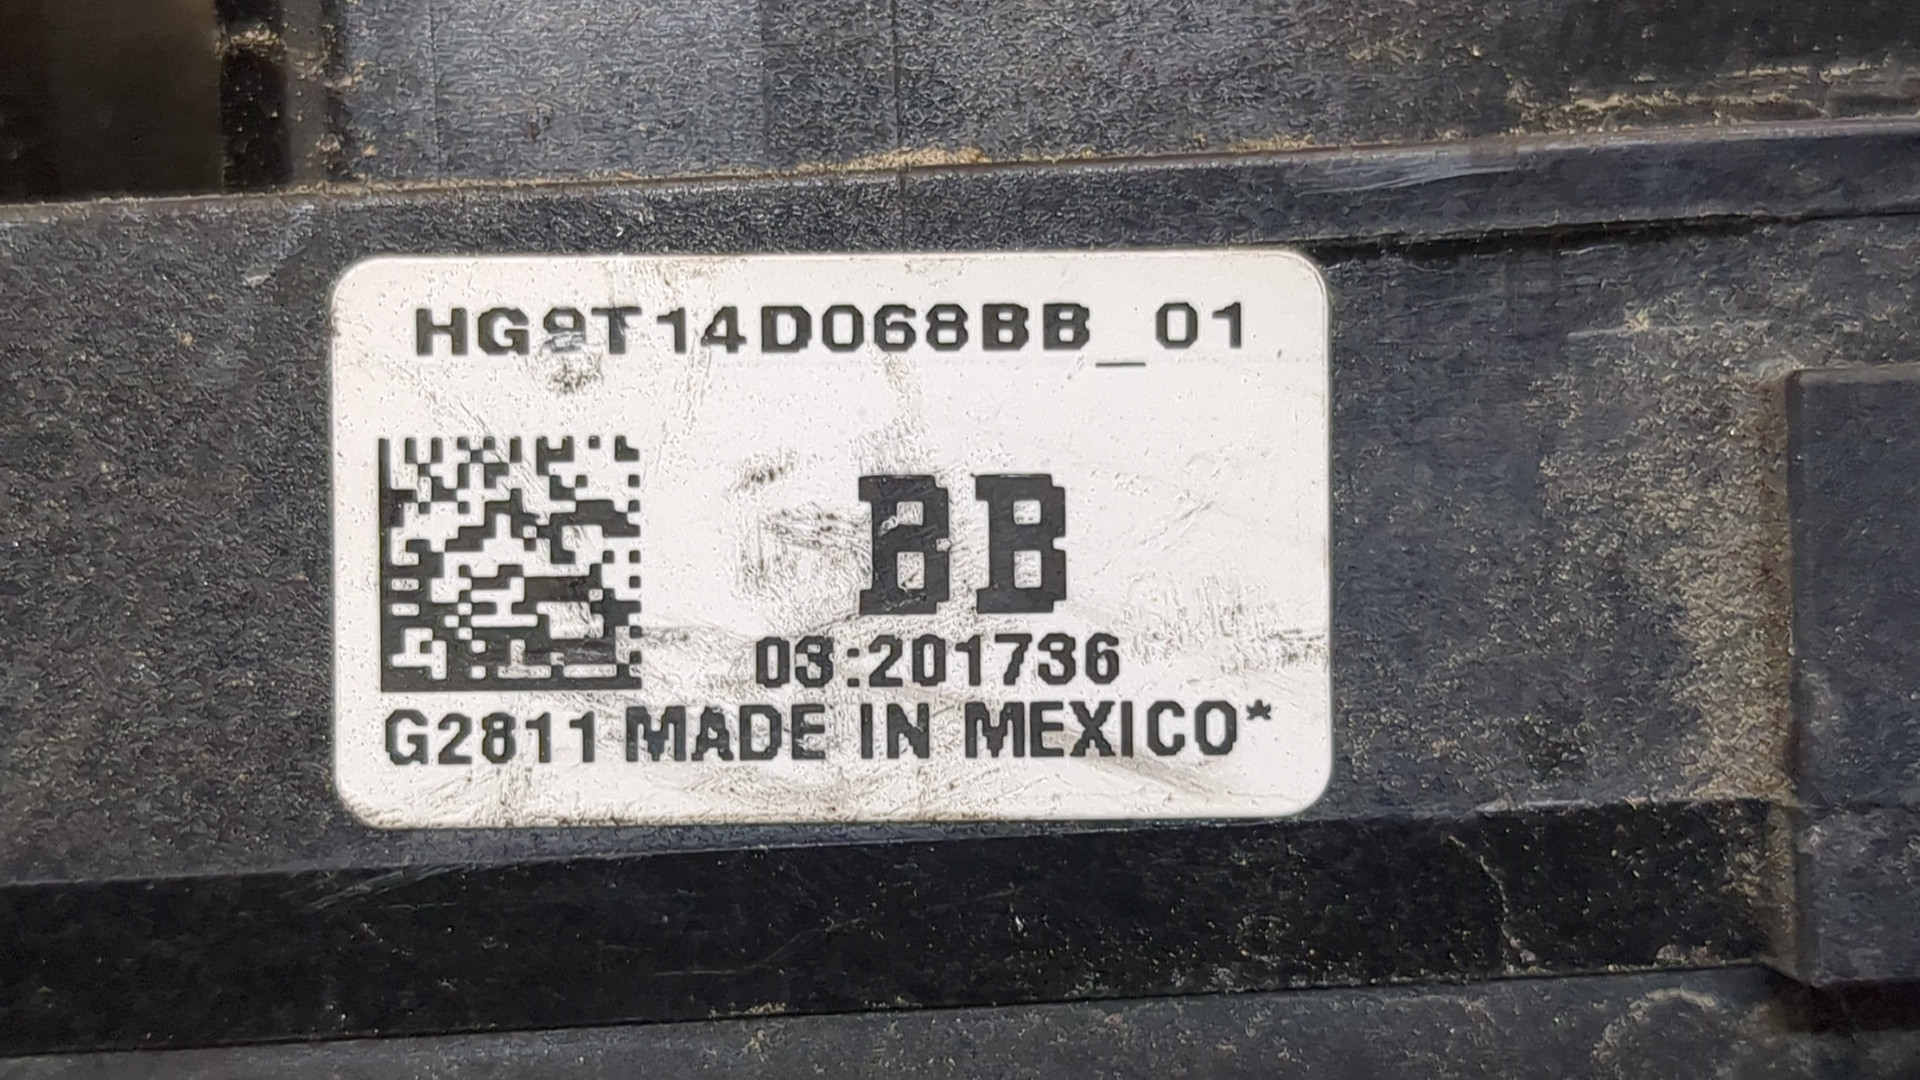 HG9T14D068BB_01
BB
03:201736
G2811 MADE IN MEXICO*